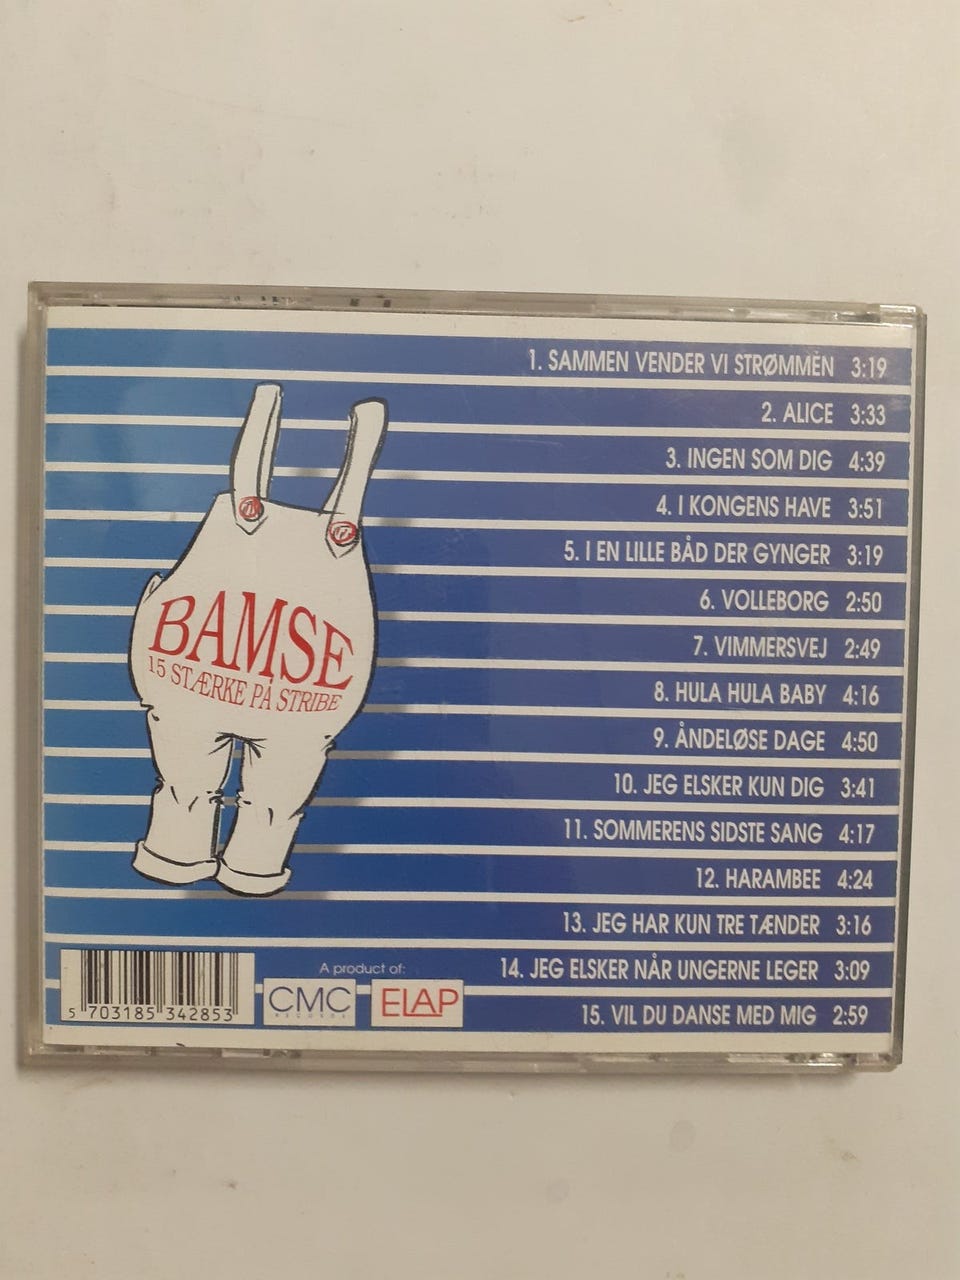 1. SAMMEN VENDER VI STRØMMEN 3:19
2. ALICE 3:33
3. INGEN SOM DIG 4:39
4. I KONGENS HAVE 3:51
5. I EN LILLE BÅD DER GYNGER 3:19
6. VOLLEBORG 2:50
7. VIMMERSVEJ 2:49
8. HULA HULA BABY 4:16
9. ÅNDELØSE DAGE 4:50
10. JEG ELSKER KUN DIG 3:41
11. SOMMERENS SIDSTE SANG 4:17
12. HARAMBEE 4:24
13. JEG HAR KUN TRE TÆNDER 3:16
14. JEG ELSKER NÅR UNGERNE LEGER 3:09
15. VIL DU DANSE MED MIG 2:59
BAMSE
15 STÆRKE PÅ STRIBE
A product of:
CMC
RECORDS
ELAP
5 703185 342853